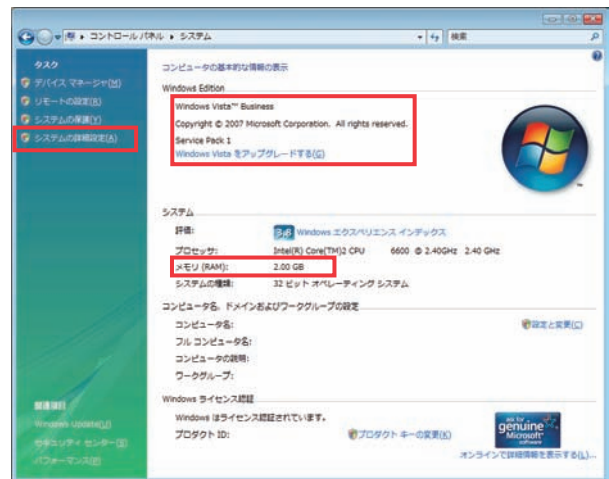 コントロール パネル ▸ システム
検索
タスク
デバイス マネージャ(M)
リモートの設定(R)
システムの保護(Y)
システムの詳細設定(A)
コンピュータの基本的な情報の表示
Windows Edition
Windows Vista™ Business
Copyright © 2007 Microsoft Corporation. All rights reserved.
Service Pack 1
Windows Vista をアップグレードする(G)
システム
評価:
Windows エクスペリエンス インデックス
プロセッサ: Intel(R) Core(TM)2 CPU 6600 @ 2.40GHz 2.40 GHz
メモリ (RAM): 2.00 GB
システムの種類: 32 ビット オペレーティング システム
コンピュータ名、ドメインおよびワークグループの設定
コンピュータ名: 設定と変更(C)
フル コンピュータ名:
コンピュータの説明:
ワークグループ:
Windows ライセンス認証
Windows はライセンス認証されています。
プロダクト ID: プロダクト キーの変更(K)
ask for
genuine
Microsoft
software
オンラインで詳細情報を表示する(L)...
関連項目
Windows Update(U)
セキュリティ センター(S)
パフォーマンス(P)